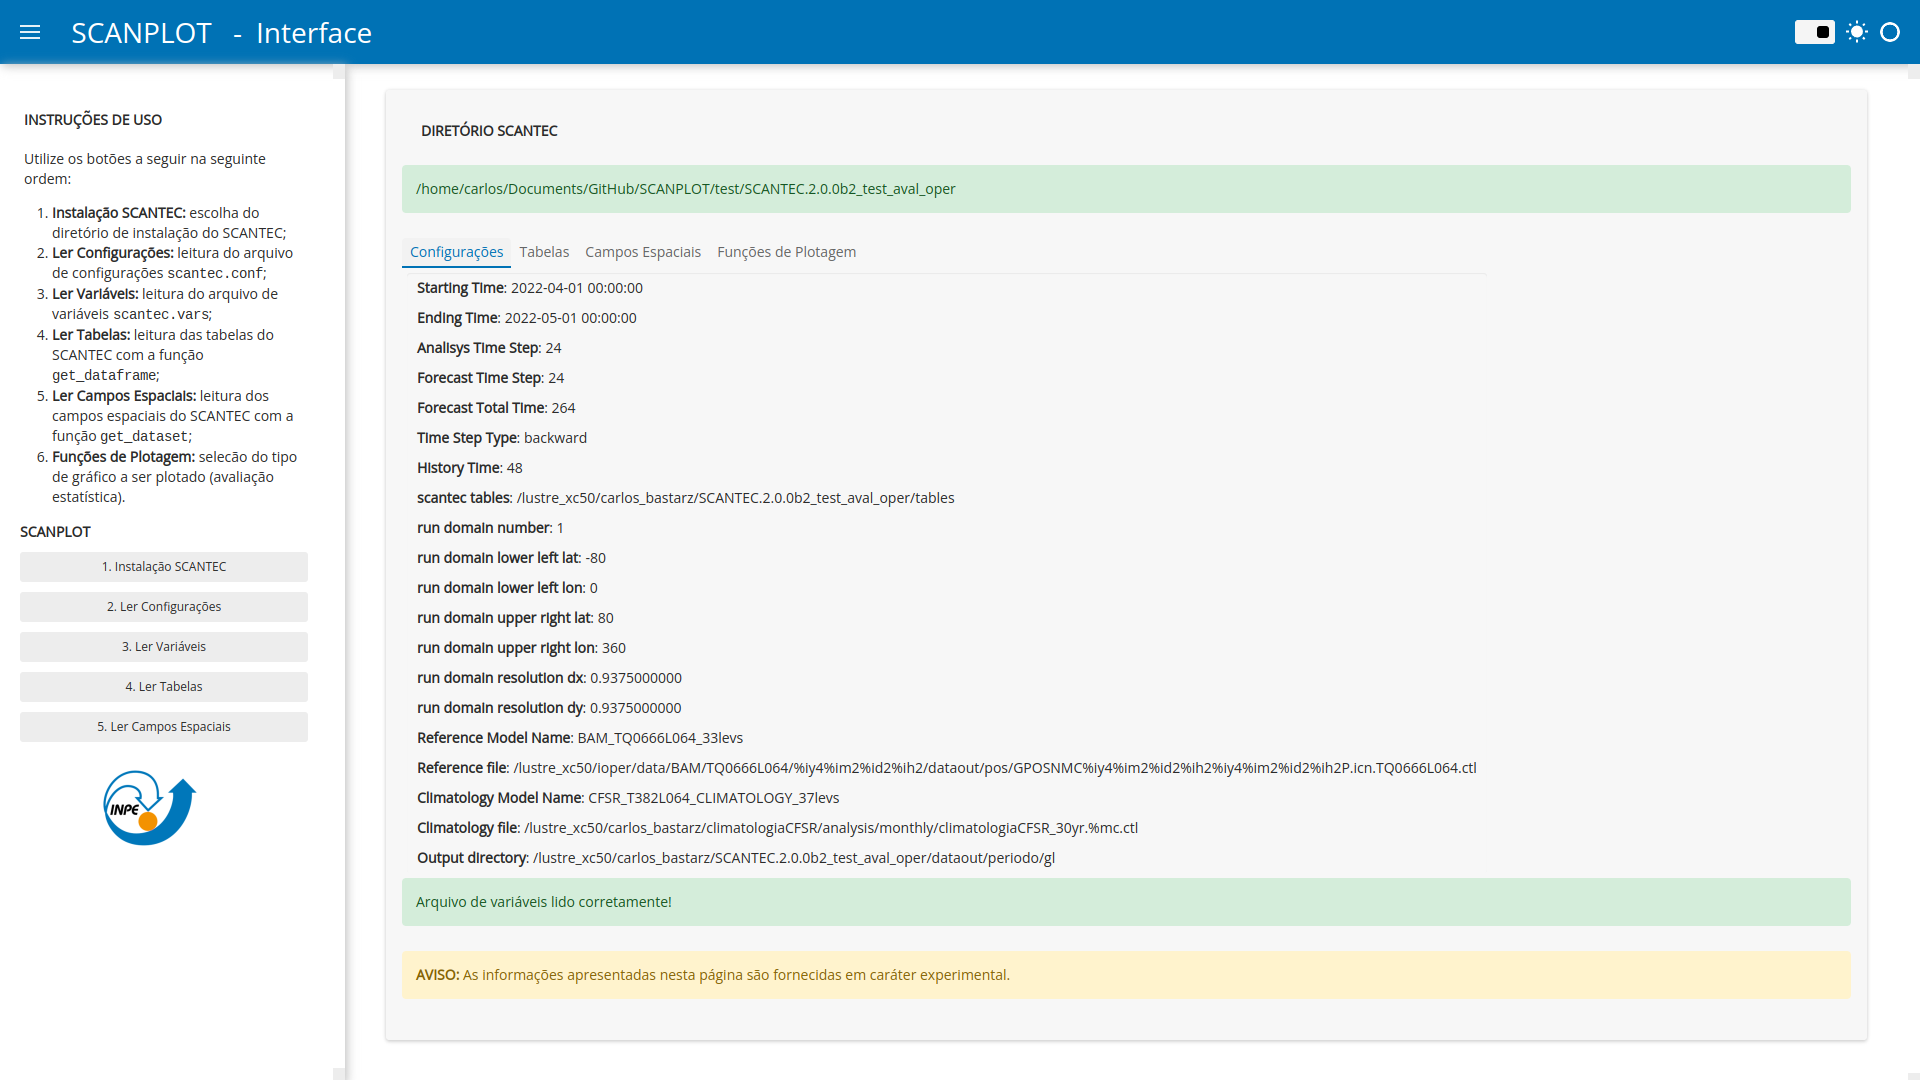 SCANPLOT - Interface
INSTRUÇÕES DE USO
Utilize os botões a seguir na seguinte
ordem:
1. Instalação SCANTEC: escolha do
diretório de instalação do SCANTEC;
2. Ler Configurações: leitura do arquivo
de configurações scantec.conf;
3. Ler Variáveis: leitura do arquivo de
variáveis scantec.vars;
4. Ler Tabelas: leitura das tabelas do
SCANTEC com a função
get_dataframe;
5. Ler Campos Espaciais: leitura dos
campos espaciais do SCANTEC com a
função get_dataset;
6. Funções de Plotagem: selecão do tipo
de gráfico a ser plotado (avaliação
estatística).
SCANPLOT
1. Instalação SCANTEC
2. Ler Configurações
3. Ler Variáveis
4. Ler Tabelas
5. Ler Campos Espaciais
INPE
DIRETÓRIO SCANTEC
/home/carlos/Documents/GitHub/SCANPLOT/test/SCANTEC.2.0.0b2_test_aval_oper
Configurações Tabelas Campos Espaciais Funções de Plotagem
Starting Time: 2022-04-01 00:00:00
Ending Time: 2022-05-01 00:00:00
Analisys Time Step: 24
Forecast Time Step: 24
Forecast Total Time: 264
Time Step Type: backward
History Time: 48
scantec tables: /lustre_xc50/carlos_bastarz/SCANTEC.2.0.0b2_test_aval_oper/tables
run domain number: 1
run domain lower left lat: -80
run domain lower left lon: 0
run domain upper right lat: 80
run domain upper right lon: 360
run domain resolution dx: 0.9375000000
run domain resolution dy: 0.9375000000
Reference Model Name: BAM_TQ0666L064_33levs
Reference file: /lustre_xc50/ioper/data/BAM/TQ0666L064/%iy4%im2%id2%ih2/dataout/pos/GPOSNMC%iy4%im2%id2%ih2%iy4%im2%id2%ih2P.icn.TQ0666L064.ctl
Climatology Model Name: CFSR_T382L064_CLIMATOLOGY_37levs
Climatology file: /lustre_xc50/carlos_bastarz/climatologiaCFSR/analysis/monthly/climatologiaCFSR_30yr.%mc.ctl
Output directory: /lustre_xc50/carlos_bastarz/SCANTEC.2.0.0b2_test_aval_oper/dataout/periodo/gl
Arquivo de variáveis lido corretamente!
AVISO: As informações apresentadas nesta página são fornecidas em caráter experimental.